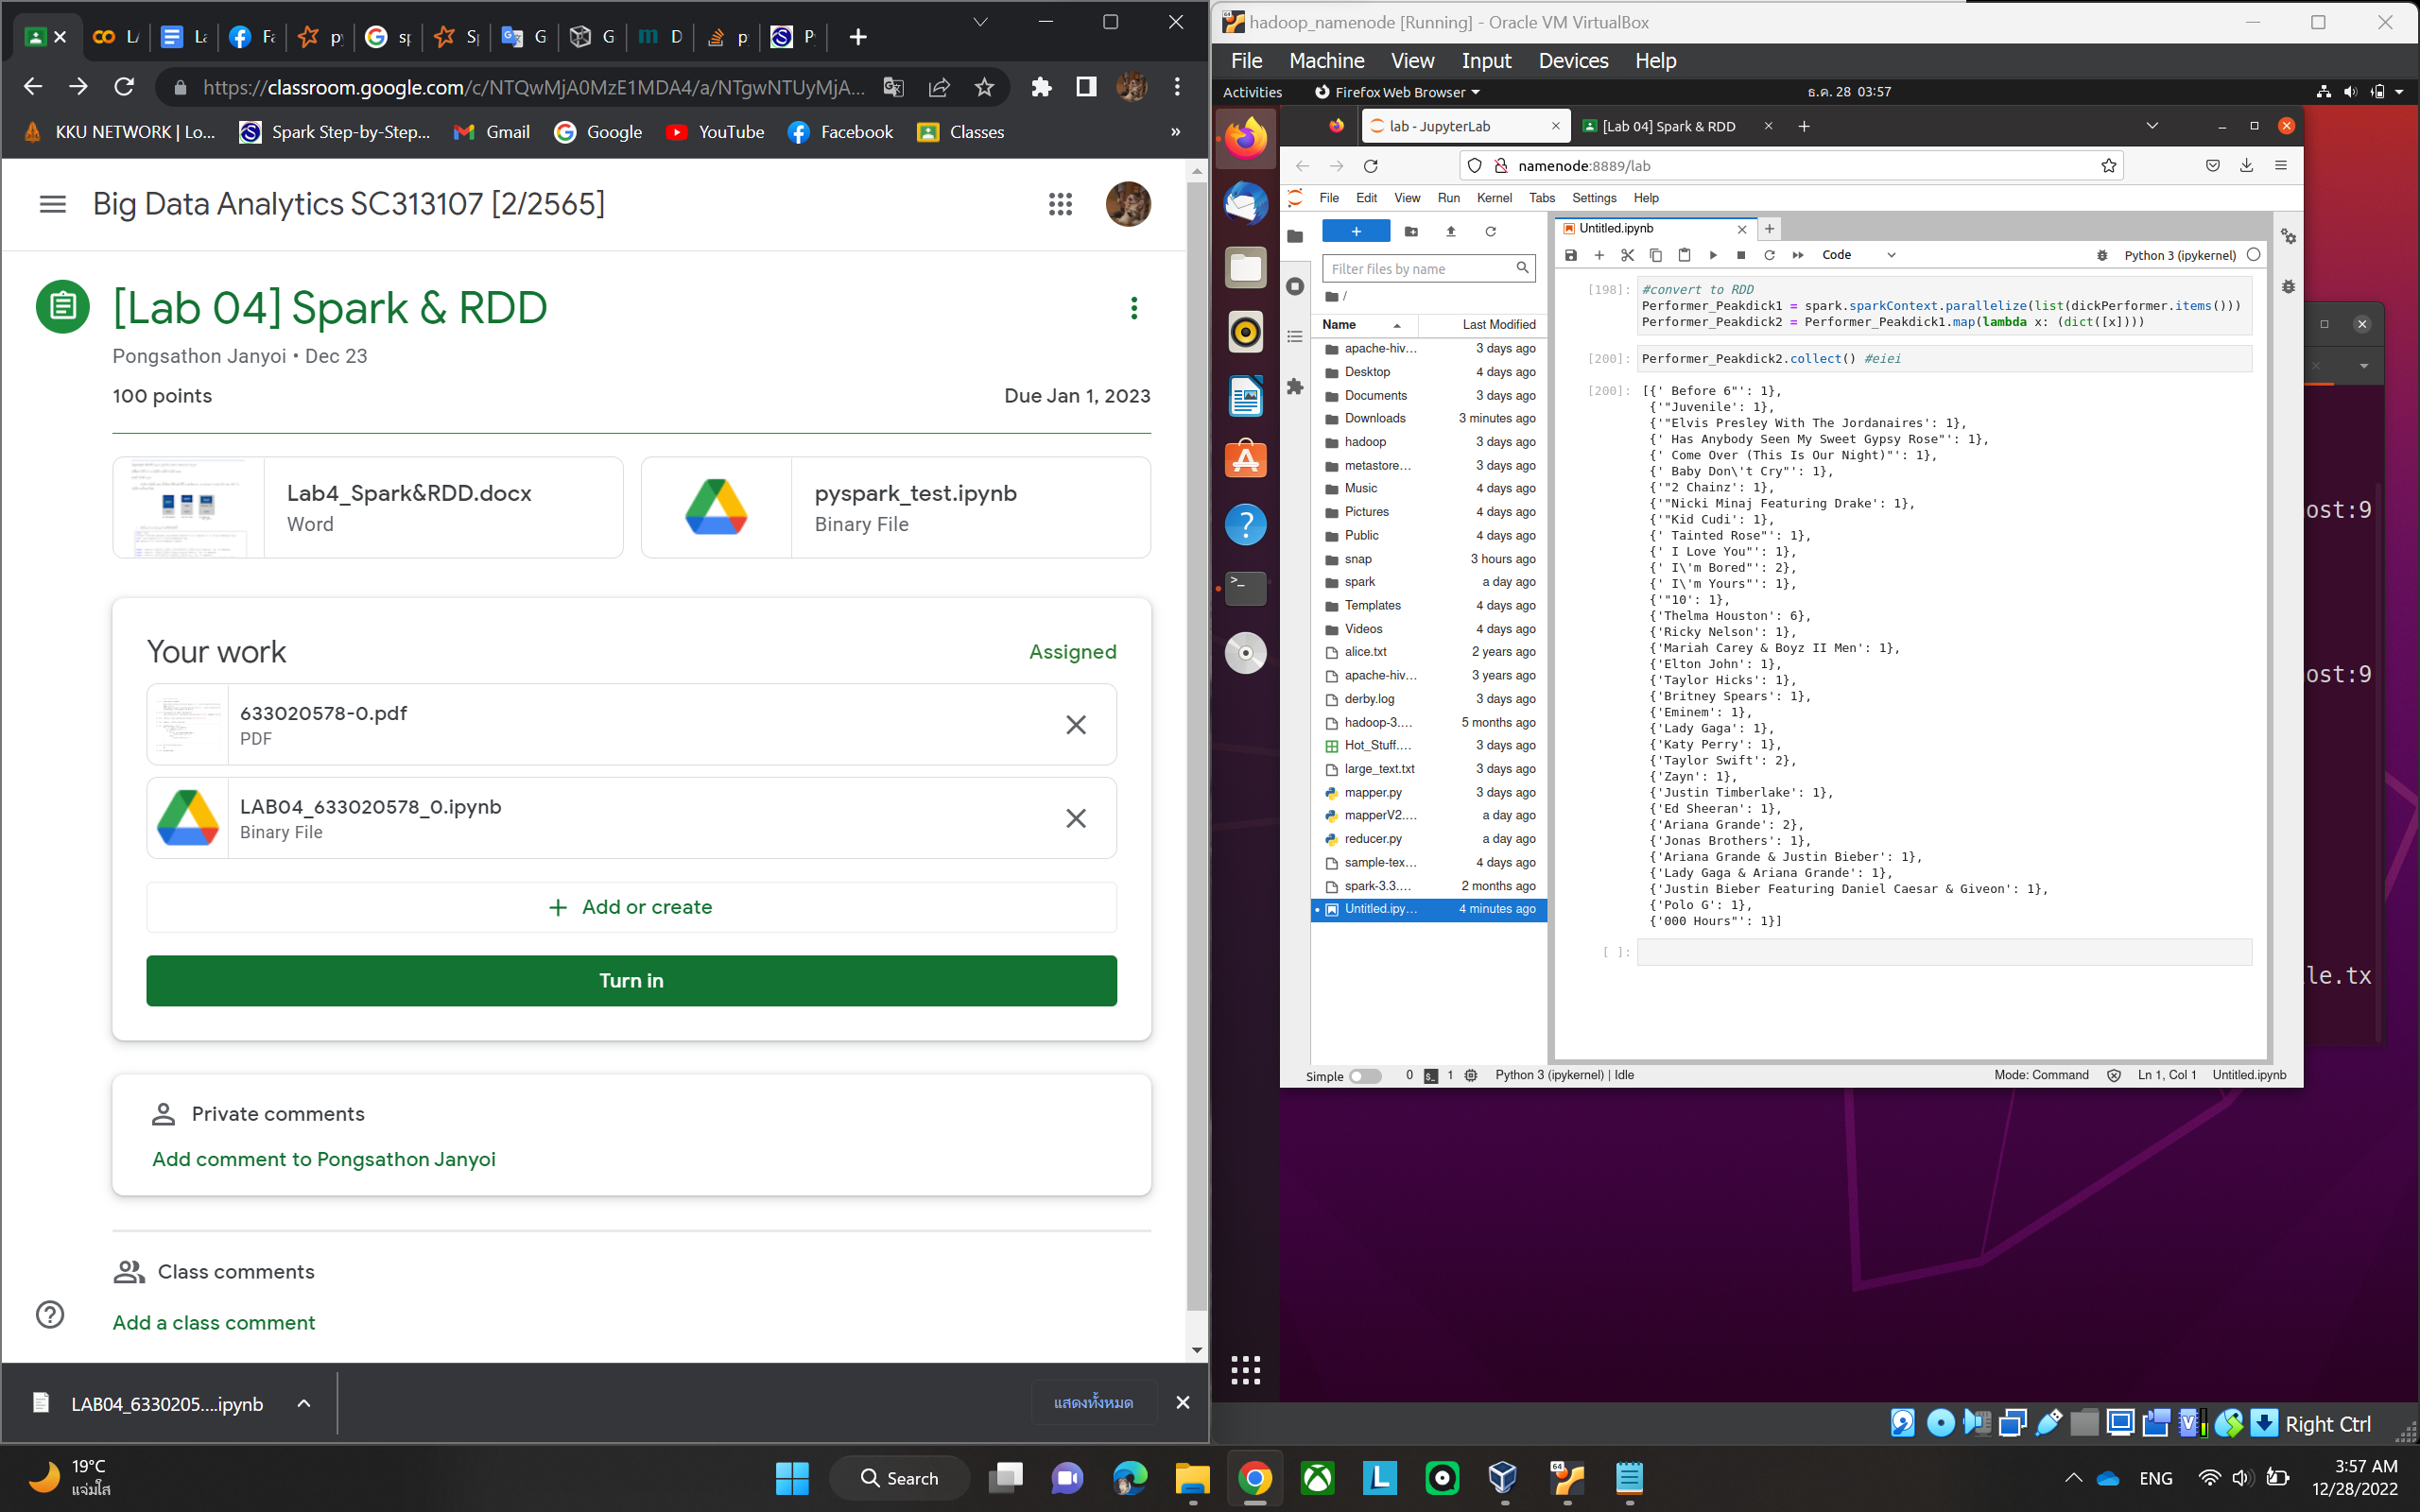 https://classroom.google.com/c/NTQwMjA0MzE1MDA4/a/NTgwNTUyMjA...
KKU NETWORK | Lo...
Spark Step-by-Step...
Gmail
Google
YouTube
Facebook
Classes
»
Big Data Analytics SC313107 [2/2565]
[Lab 04] Spark & RDD
Pongsathon Janyoi • Dec 23
100 points
Due Jan 1, 2023
Lab4_Spark&RDD.docx
Word
pyspark_test.ipynb
Binary File
Your work
Assigned
633020578-0.pdf
PDF
LAB04_633020578_0.ipynb
Binary File
+ Add or create
Turn in
Private comments
Add comment to Pongsathon Janyoi
Class comments
Add a class comment
LAB04_6330205....ipynb
แสดงทั้งหมด
hadoop_namenode [Running] - Oracle VM VirtualBox
File Machine View Input Devices Help
Activities
Firefox Web Browser
ธ.ค. 28 03:57
lab - JupyterLab
[Lab 04] Spark & RDD
namenode:8889/lab
File Edit View Run Kernel Tabs Settings Help
Filter files by name
/
Name
Last Modified
apache-hiv... 3 days ago
Desktop 4 days ago
Documents 3 days ago
Downloads 3 minutes ago
hadoop 3 days ago
metastore... 3 days ago
Music 4 days ago
Pictures 4 days ago
Public 4 days ago
snap 3 hours ago
spark a day ago
Templates 4 days ago
Videos 4 days ago
alice.txt 2 years ago
apache-hiv... 3 years ago
derby.log 3 days ago
hadoop-3.... 5 months ago
Hot_Stuff.... 3 days ago
large_text.txt 3 days ago
mapper.py 3 days ago
mapperV2.... a day ago
reducer.py a day ago
sample-tex... 4 days ago
spark-3.3.... 2 months ago
Untitled.ipy... 4 minutes ago
Untitled.ipynb
Code
Python 3 (ipykernel)
[198]: #convert to RDD
Performer_Peakdick1 = spark.sparkContext.parallelize(list(dickPerformer.items()))
Performer_Peakdick2 = Performer_Peakdick1.map(lambda x: (dict([x])))
[200]: Performer_Peakdick2.collect() #eiei
[200]: [{' Before 6"': 1},
{'"Juvenile': 1},
{'"Elvis Presley With The Jordanaires': 1},
{' Has Anybody Seen My Sweet Gypsy Rose"': 1},
{' Come Over (This Is Our Night)"': 1},
{' Baby Don\'t Cry"': 1},
{'"2 Chainz': 1},
{'"Nicki Minaj Featuring Drake': 1},
{'"Kid Cudi': 1},
{' Tainted Rose"': 1},
{' I Love You"': 1},
{' I\'m Bored"': 2},
{' I\'m Yours"': 1},
{'"10': 1},
{'Thelma Houston': 6},
{'Ricky Nelson': 1},
{'Mariah Carey & Boyz II Men': 1},
{'Elton John': 1},
{'Taylor Hicks': 1},
{'Britney Spears': 1},
{'Eminem': 1},
{'Lady Gaga': 1},
{'Katy Perry': 1},
{'Taylor Swift': 2},
{'Zayn': 1},
{'Justin Timberlake': 1},
{'Ed Sheeran': 1},
{'Ariana Grande': 2},
{'Jonas Brothers': 1},
{'Ariana Grande & Justin Bieber': 1},
{'Lady Gaga & Ariana Grande': 1},
{'Justin Bieber Featuring Daniel Caesar & Giveon': 1},
{'Polo G': 1},
{'000 Hours"': 1}]
[ ]:
Simple
0
1
Python 3 (ipykernel) | Idle
Mode: Command
Ln 1, Col 1
Untitled.ipynb
ost:9
ost:9
le.tx
Right Ctrl
19°C
แจ่มใส
Search
ENG
3:57 AM
12/28/2022